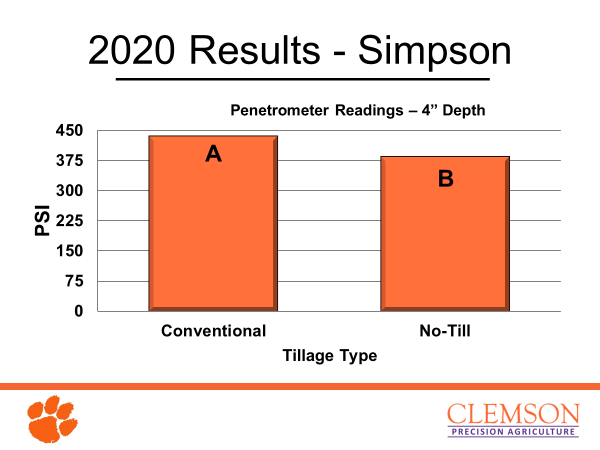 2020 Results - Simpson
Penetrometer Readings – 4” Depth
450
375
300
225
150
75
0
PSI
A
B
Conventional
No-Till
Tillage Type
CLEMSON
PRECISION AGRICULTURE